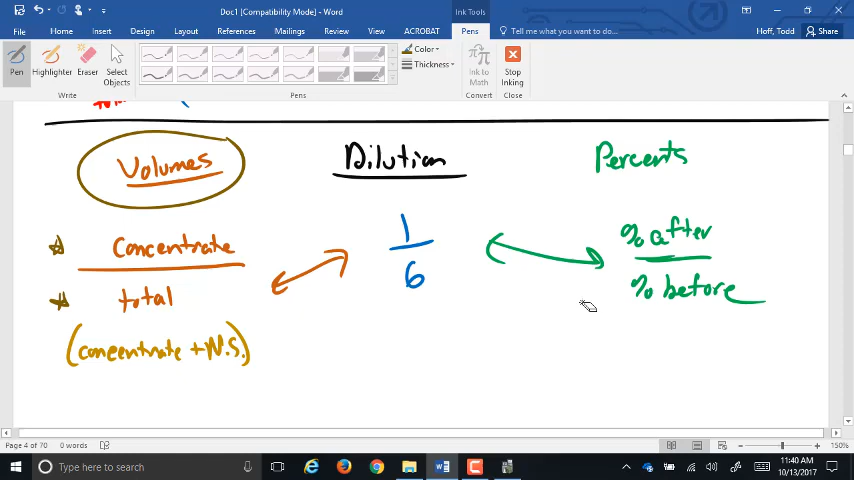 Doc1 [Compatibility Mode] - Word
Ink Tools
File Home Insert Design Layout References Mailings Review View ACROBAT Pens Tell me what you want to do... Hoff, Todd Share
Pen Highlighter Eraser Select Objects
Color
Thickness
Ink to Math
Stop Inking
Write Pens Convert Close
Volumes Dilution Percents
concentrate 1 % after
total 6 % before
(concentrate + N.S.)
Page 4 of 70 0 words 150%
Type here to search
11:40 AM
10/13/2017